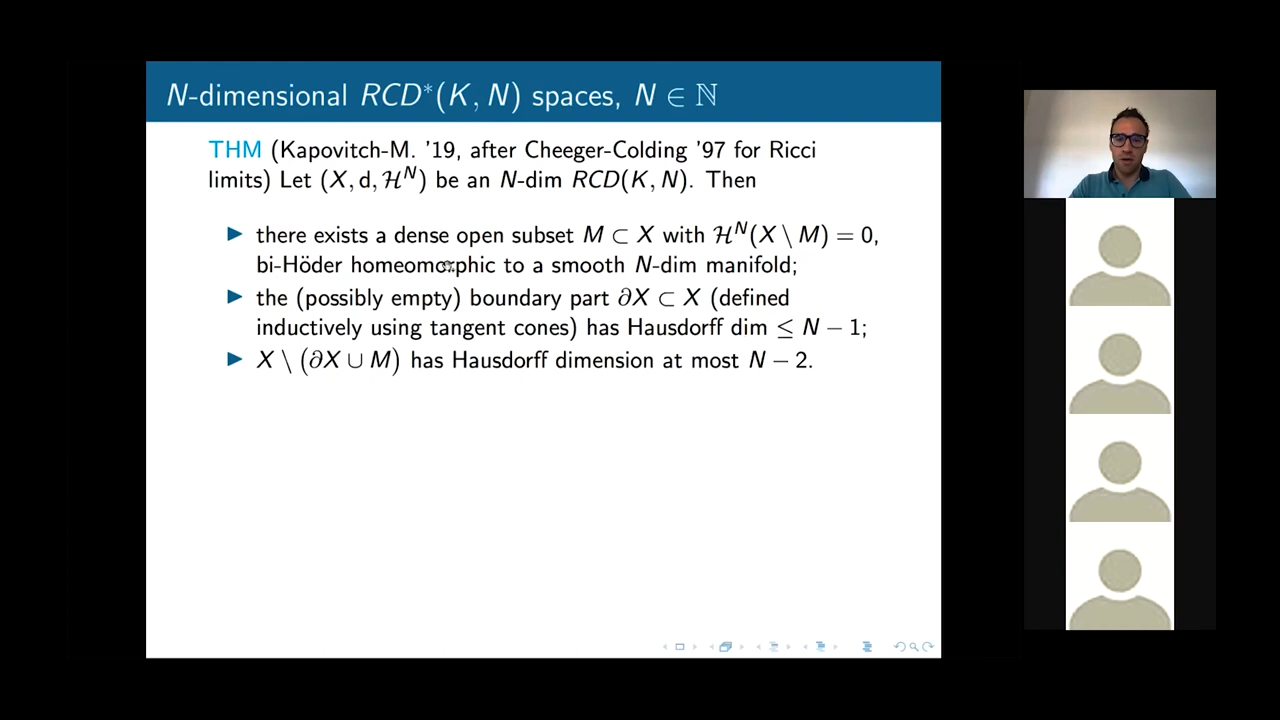 N-dimensional RCD*(K, N) spaces, N ∈ ℕ
THM (Kapovitch-M. '19, after Cheeger-Colding '97 for Ricci
limits) Let (X, d, ℋᴺ) be an N-dim RCD(K, N). Then
▶ there exists a dense open subset M ⊂ X with ℋᴺ(X \ M) = 0,
bi-Höder homeomorphic to a smooth N-dim manifold;
▶ the (possibly empty) boundary part ∂X ⊂ X (defined
inductively using tangent cones) has Hausdorff dim ≤ N − 1;
▶ X \ (∂X ∪ M) has Hausdorff dimension at most N − 2.